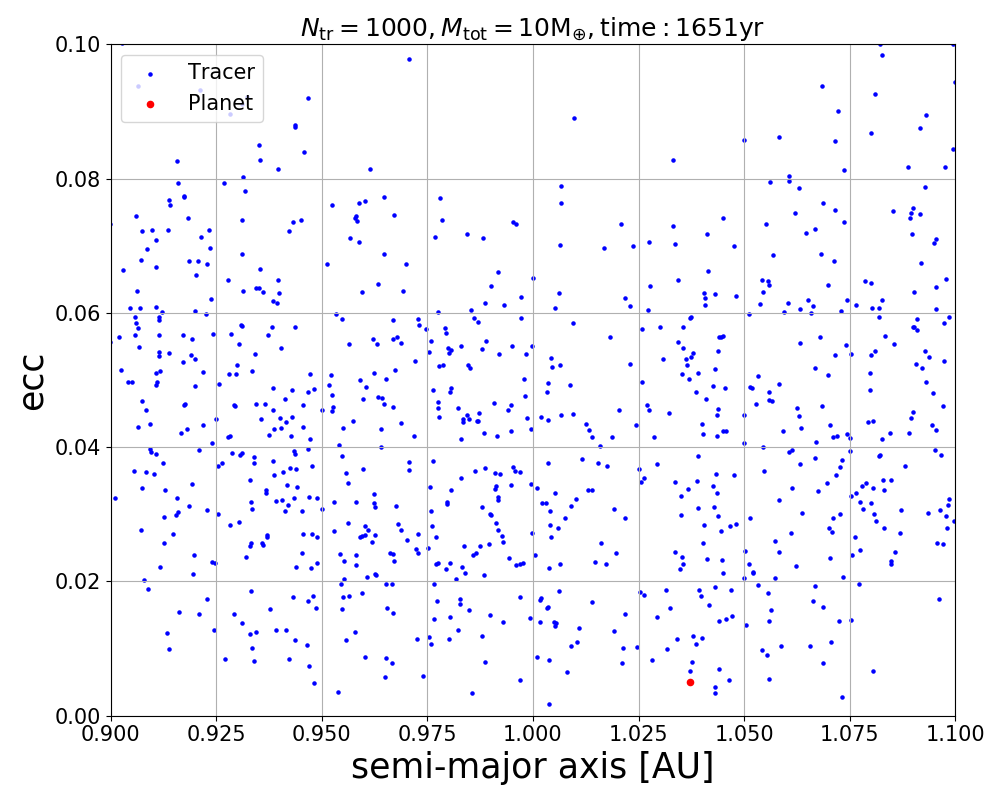 N_tr = 1000, M_tot = 10M_⊕, time : 1651yr
0.10
0.08
0.06
0.04
0.02
0.00
ecc
Tracer
Planet
0.900 0.925 0.950 0.975 1.000 1.025 1.050 1.075 1.100
semi-major axis [AU]